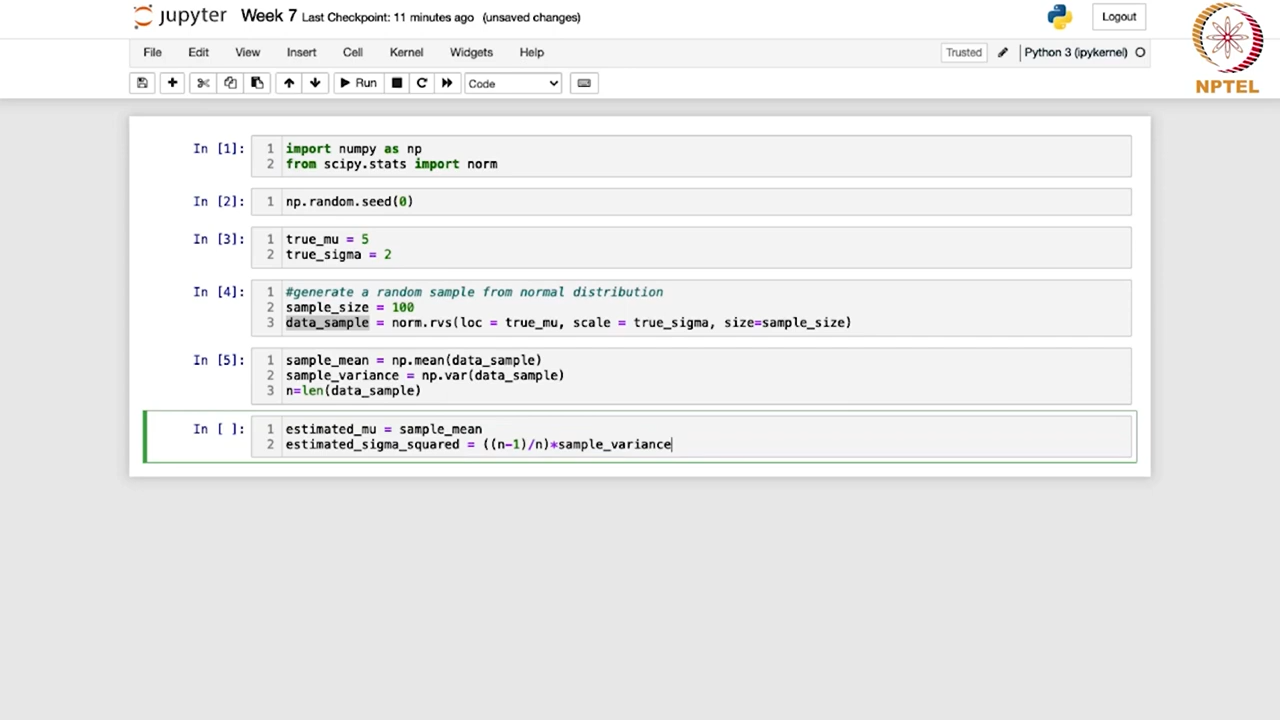 jupyter Week 7 Last Checkpoint: 11 minutes ago (unsaved changes)
Logout
NPTEL
File Edit View Insert Cell Kernel Widgets Help
Trusted Python 3 (ipykernel)
Run Code
In [1]: 1 import numpy as np
2 from scipy.stats import norm
In [2]: 1 np.random.seed(0)
In [3]: 1 true_mu = 5
2 true_sigma = 2
In [4]: 1 #generate a random sample from normal distribution
2 sample_size = 100
3 data_sample = norm.rvs(loc = true_mu, scale = true_sigma, size=sample_size)
In [5]: 1 sample_mean = np.mean(data_sample)
2 sample_variance = np.var(data_sample)
3 n=len(data_sample)
In [ ]: 1 estimated_mu = sample_mean
2 estimated_sigma_squared = ((n-1)/n)*sample_variance